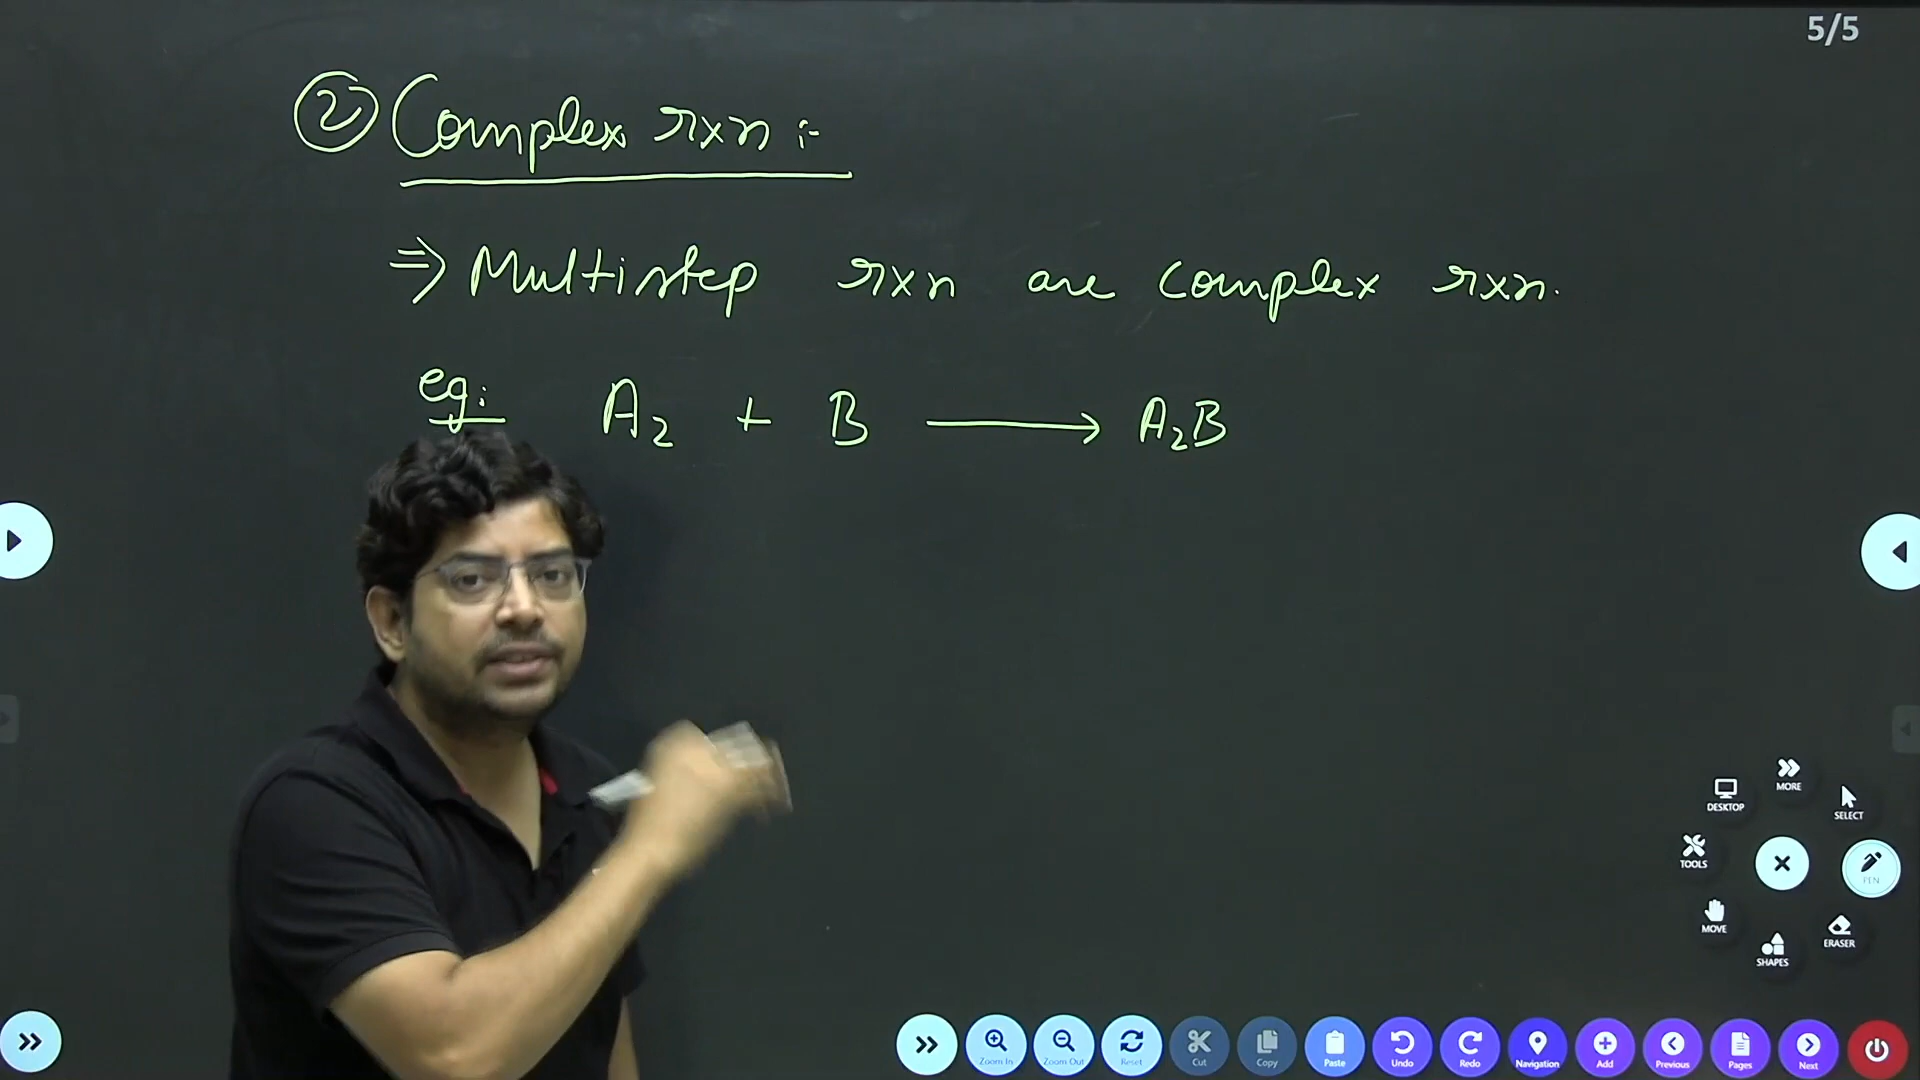 5/5
② Complex rxn :-
⇒ Multistep rxn are complex rxn.
eg: A₂ + B ⟶ A₂B
MORE
DESKTOP
SELECT
TOOLS
PEN
MOVE
ERASER
SHAPES
Zoom In Zoom Out Reset Cut Copy Paste Undo Redo Navigation Add Previous Pages Next